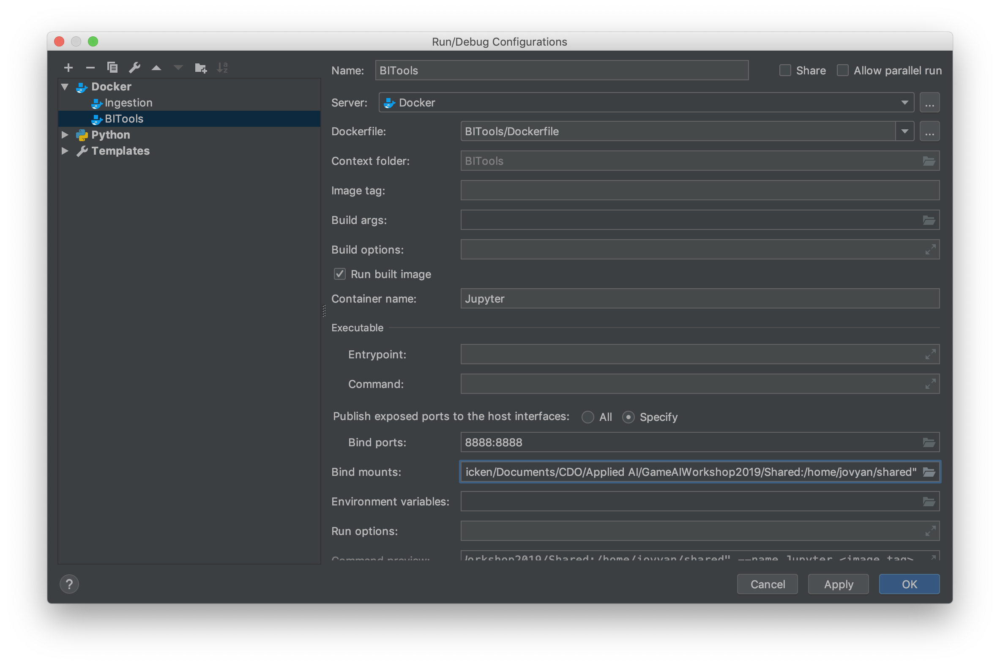 Run/Debug Configurations
Docker
Ingestion
BITools
Python
Templates
Name: BITools Share Allow parallel run
Server: Docker ...
Dockerfile: BITools/Dockerfile ...
Context folder: BITools
Image tag:
Build args:
Build options:
Run built image
Container name: Jupyter
Executable
Entrypoint:
Command:
Publish exposed ports to the host interfaces: All Specify
Bind ports: 8888:8888
Bind mounts: icken/Documents/CDO/Applied AI/GameAIWorkshop2019/Shared:/home/jovyan/shared"
Environment variables:
Run options:
Command preview: orkshop2019/Shared:/home/jovyan/shared" --name Jupyter <image tag>
? Cancel Apply OK